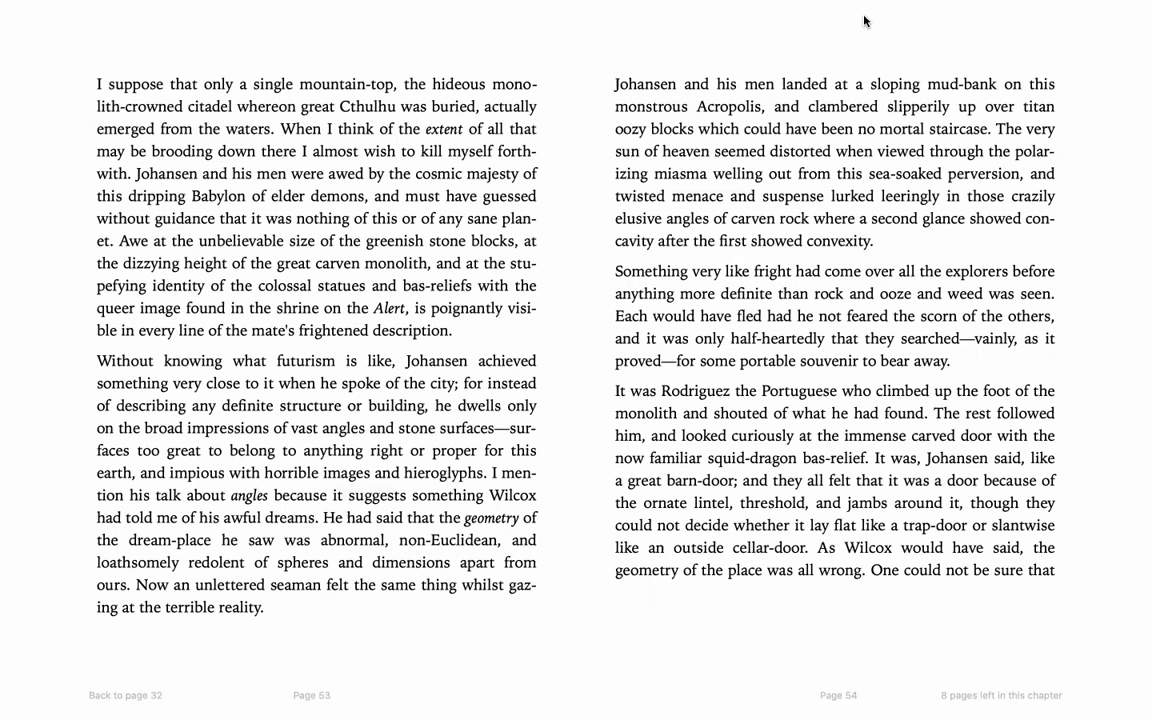 I suppose that only a single mountain-top, the hideous mono-
lith-crowned citadel whereon great Cthulhu was buried, actually
emerged from the waters. When I think of the extent of all that
may be brooding down there I almost wish to kill myself forth-
with. Johansen and his men were awed by the cosmic majesty of
this dripping Babylon of elder demons, and must have guessed
without guidance that it was nothing of this or of any sane plan-
et. Awe at the unbelievable size of the greenish stone blocks, at
the dizzying height of the great carven monolith, and at the stu-
pefying identity of the colossal statues and bas-reliefs with the
queer image found in the shrine on the Alert, is poignantly visi-
ble in every line of the mate's frightened description.
Without knowing what futurism is like, Johansen achieved
something very close to it when he spoke of the city; for instead
of describing any definite structure or building, he dwells only
on the broad impressions of vast angles and stone surfaces—sur-
faces too great to belong to anything right or proper for this
earth, and impious with horrible images and hieroglyphs. I men-
tion his talk about angles because it suggests something Wilcox
had told me of his awful dreams. He had said that the geometry of
the dream-place he saw was abnormal, non-Euclidean, and
loathsomely redolent of spheres and dimensions apart from
ours. Now an unlettered seaman felt the same thing whilst gaz-
ing at the terrible reality.
Johansen and his men landed at a sloping mud-bank on this
monstrous Acropolis, and clambered slipperily up over titan
oozy blocks which could have been no mortal staircase. The very
sun of heaven seemed distorted when viewed through the polar-
izing miasma welling out from this sea-soaked perversion, and
twisted menace and suspense lurked leeringly in those crazily
elusive angles of carven rock where a second glance showed con-
cavity after the first showed convexity.
Something very like fright had come over all the explorers before
anything more definite than rock and ooze and weed was seen.
Each would have fled had he not feared the scorn of the others,
and it was only half-heartedly that they searched—vainly, as it
proved—for some portable souvenir to bear away.
It was Rodriguez the Portuguese who climbed up the foot of the
monolith and shouted of what he had found. The rest followed
him, and looked curiously at the immense carved door with the
now familiar squid-dragon bas-relief. It was, Johansen said, like
a great barn-door; and they all felt that it was a door because of
the ornate lintel, threshold, and jambs around it, though they
could not decide whether it lay flat like a trap-door or slantwise
like an outside cellar-door. As Wilcox would have said, the
geometry of the place was all wrong. One could not be sure that
Back to page 32
Page 53
Page 54
8 pages left in this chapter